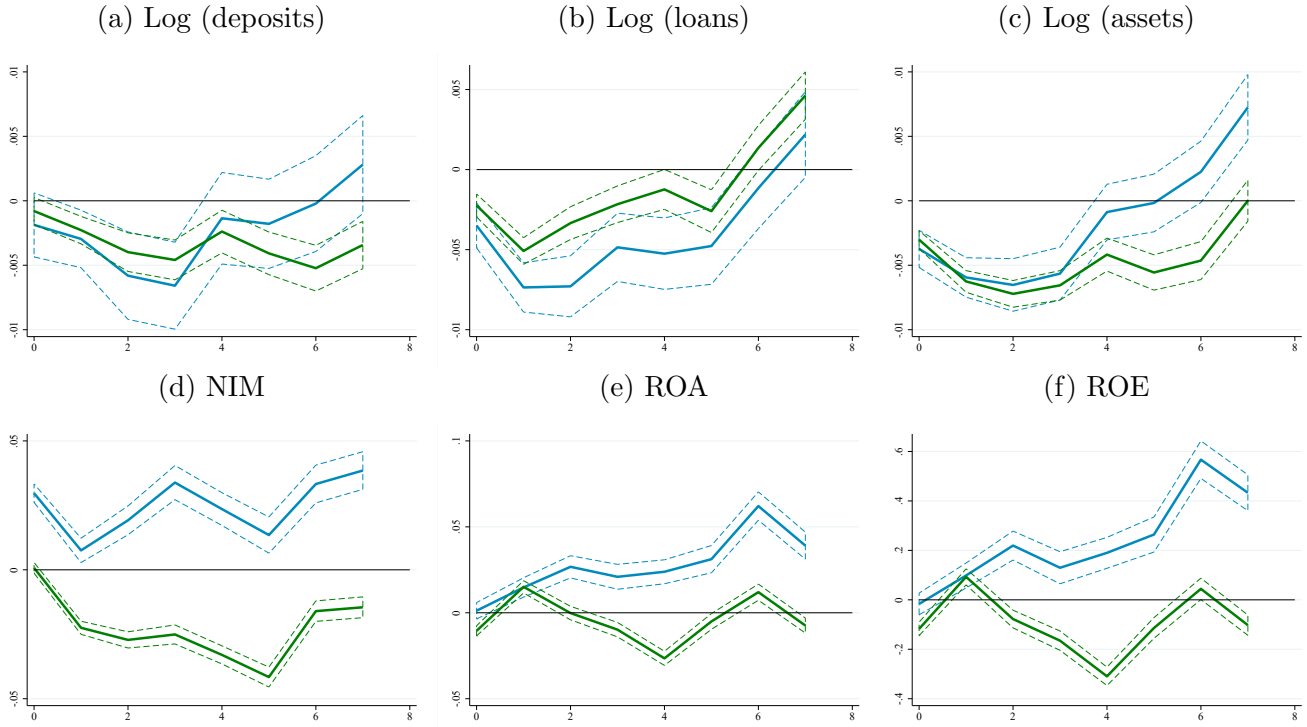 (a) Log (deposits)
(b) Log (loans)
(c) Log (assets)
.01
.005
0
-.005
-.01
0 2 4 6 8
.005
0
-.005
-.01
0 2 4 6 8
.01
.005
0
-.005
-.01
0 2 4 6 8
(d) NIM
(e) ROA
(f) ROE
.05
0
-.05
0 2 4 6 8
.1
.05
0
-.05
0 2 4 6 8
.6
.4
.2
0
-.2
-.4
0 2 4 6 8